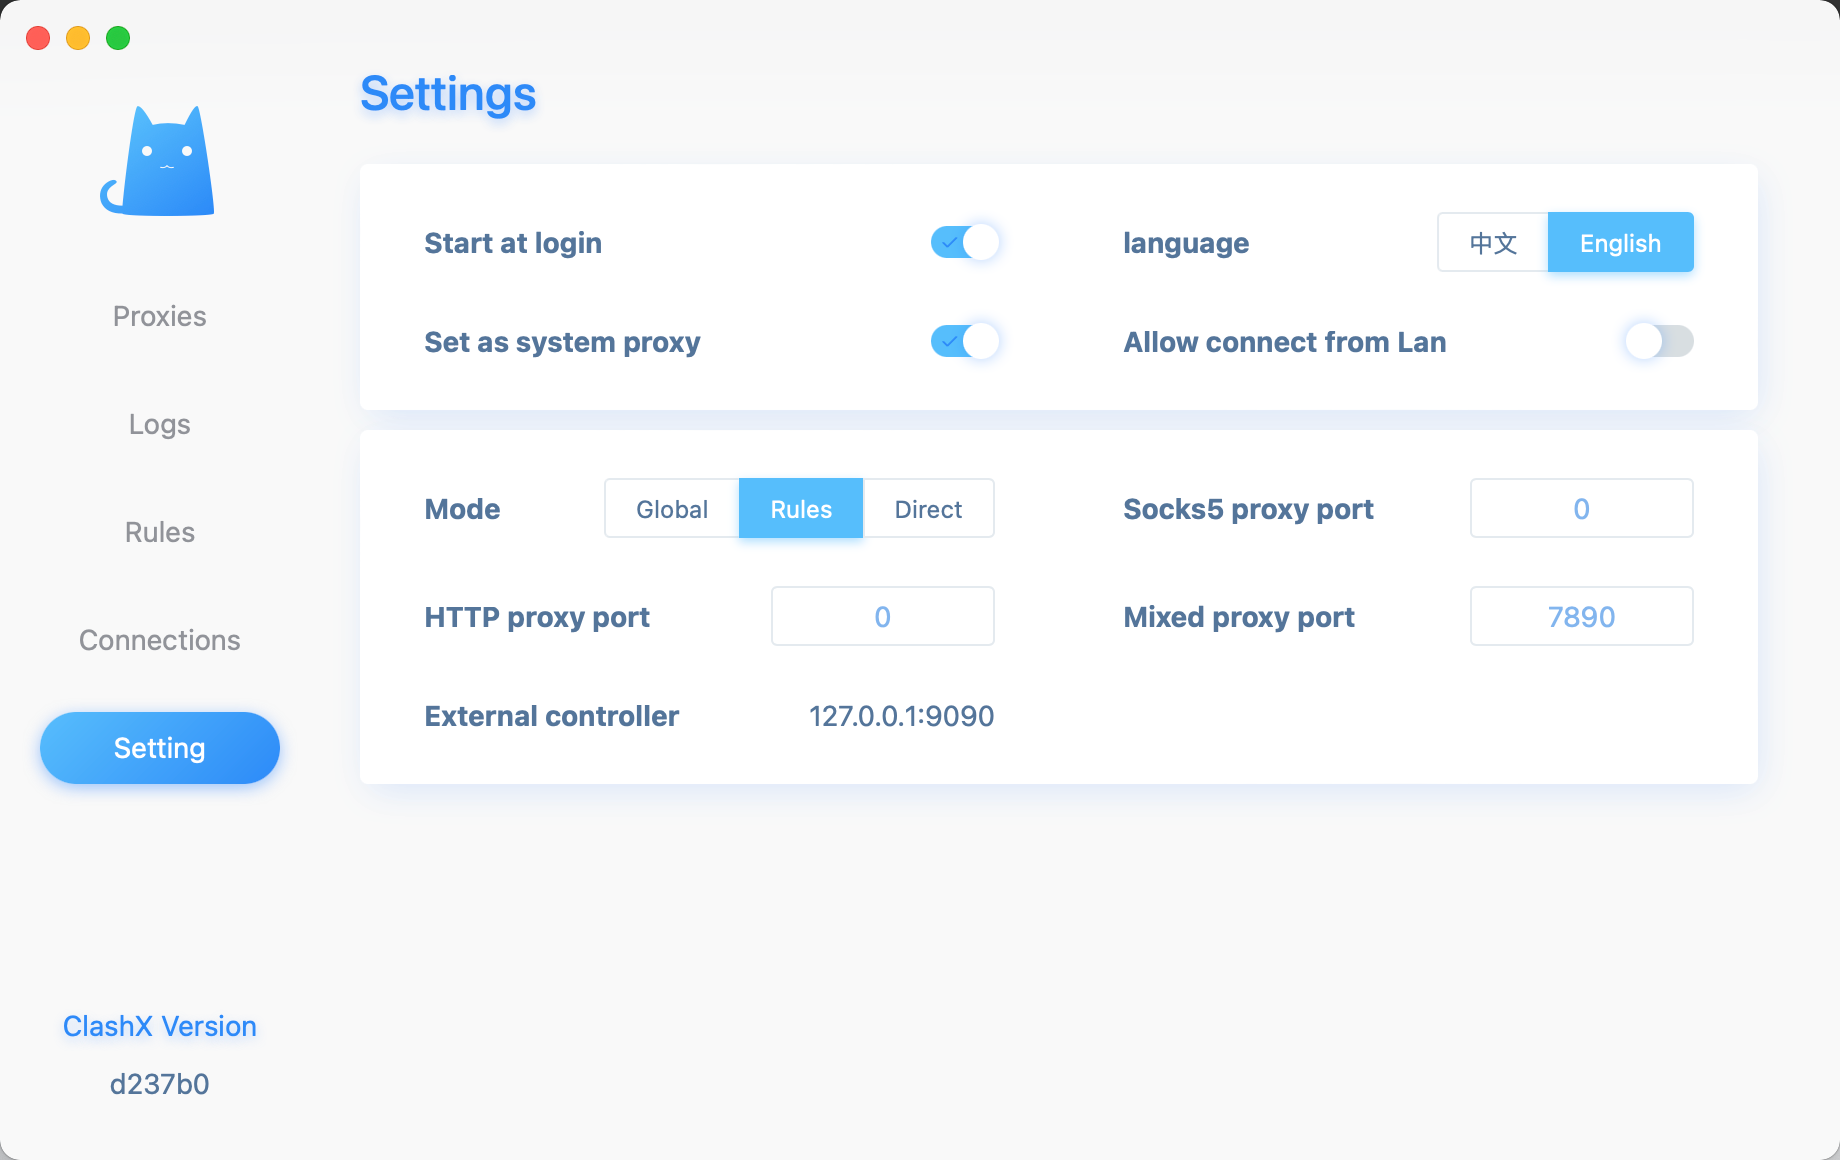 Settings
Start at login
language 中文 English
Set as system proxy
Allow connect from Lan
Proxies
Logs
Rules
Connections
Setting
Mode Global Rules Direct
Socks5 proxy port 0
HTTP proxy port 0
Mixed proxy port 7890
External controller 127.0.0.1:9090
ClashX Version
d237b0